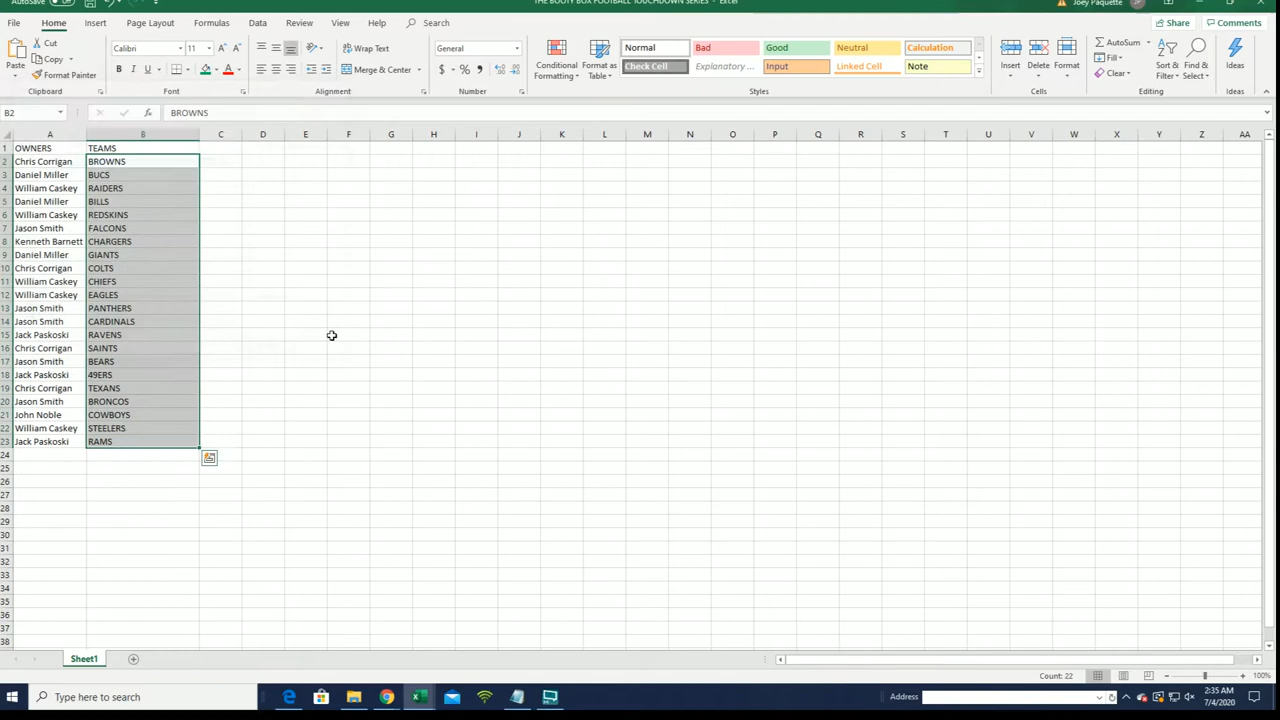 AutoSave Off
THE BOOTY BOX FOOTBALL TOUCHDOWN SERIES - Excel
Joey Paquette JP
File Home Insert Page Layout Formulas Data Review View Help Search Share Comments
Paste Cut Copy Format Painter Clipboard
Calibri 11 A A B I U A Font
Wrap Text Merge & Center Alignment
General $ % , Number
Conditional Formatting Format as Table
Normal Bad Good Neutral Calculation
Check Cell Explanatory ... Input Linked Cell Note
Styles
Insert Delete Format Cells
AutoSum Fill Clear Sort & Filter Find & Select Editing
Ideas Ideas
B2 fx BROWNS
A B C D E F G H I J K L M N O P Q R S T U V W X Y Z AA
1 OWNERS TEAMS
2 Chris Corrigan BROWNS
3 Daniel Miller BUCS
4 William Caskey RAIDERS
5 Daniel Miller BILLS
6 William Caskey REDSKINS
7 Jason Smith FALCONS
8 Kenneth Barnett CHARGERS
9 Daniel Miller GIANTS
10 Chris Corrigan COLTS
11 William Caskey CHIEFS
12 William Caskey EAGLES
13 Jason Smith PANTHERS
14 Jason Smith CARDINALS
15 Jack Paskoski RAVENS
16 Chris Corrigan SAINTS
17 Jason Smith BEARS
18 Jack Paskoski 49ERS
19 Chris Corrigan TEXANS
20 Jason Smith BRONCOS
21 John Noble COWBOYS
22 William Caskey STEELERS
23 Jack Paskoski RAMS
24
25
26
27
28
29
30
31
32
33
34
35
36
37
38
Sheet1
Count: 22 100%
Type here to search Address 2:35 AM
7/4/2020